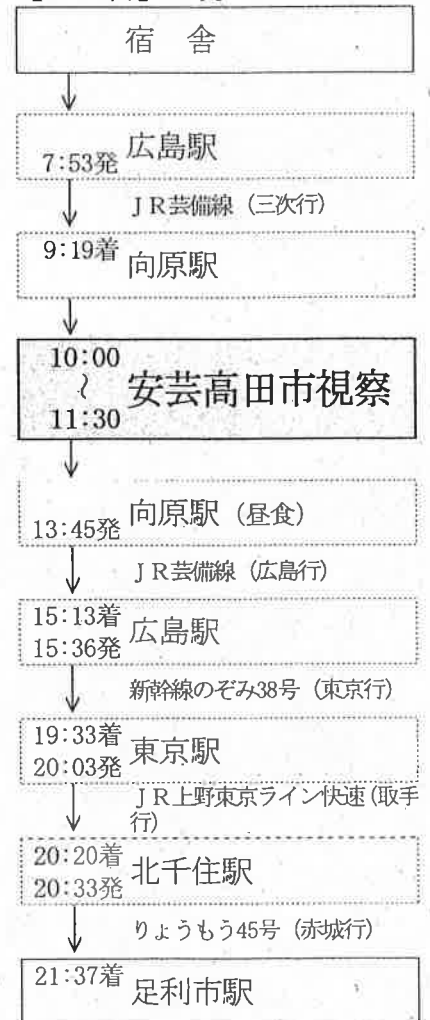 宿 舎
広島駅
7:53発
JR芸備線（三次行）
9:19着
向原駅
10:00
～
11:30
安芸高田市視察
向原駅（昼食）
13:45発
JR芸備線（広島行）
15:13着
15:36発
広島駅
新幹線のぞみ38号（東京行）
19:33着
20:03発
東京駅
JR上野東京ライン快速（取手
行）
20:20着
20:33発
北千住駅
りょうもう45号（赤城行）
21:37着
足利市駅